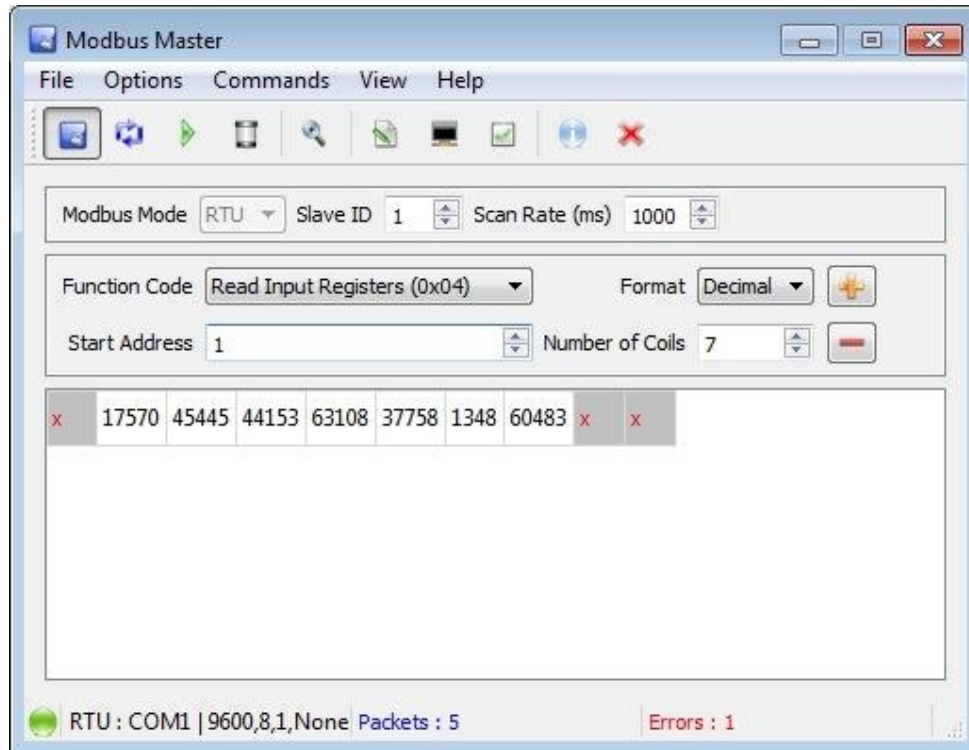 Modbus Master
File Options Commands View Help
Modbus Mode RTU Slave ID 1 Scan Rate (ms) 1000
Function Code Read Input Registers (0x04) Format Decimal
Start Address 1 Number of Coils 7
x 17570 45445 44153 63108 37758 1348 60483 x x
RTU : COM1 | 9600,8,1,None Packets : 5 Errors : 1